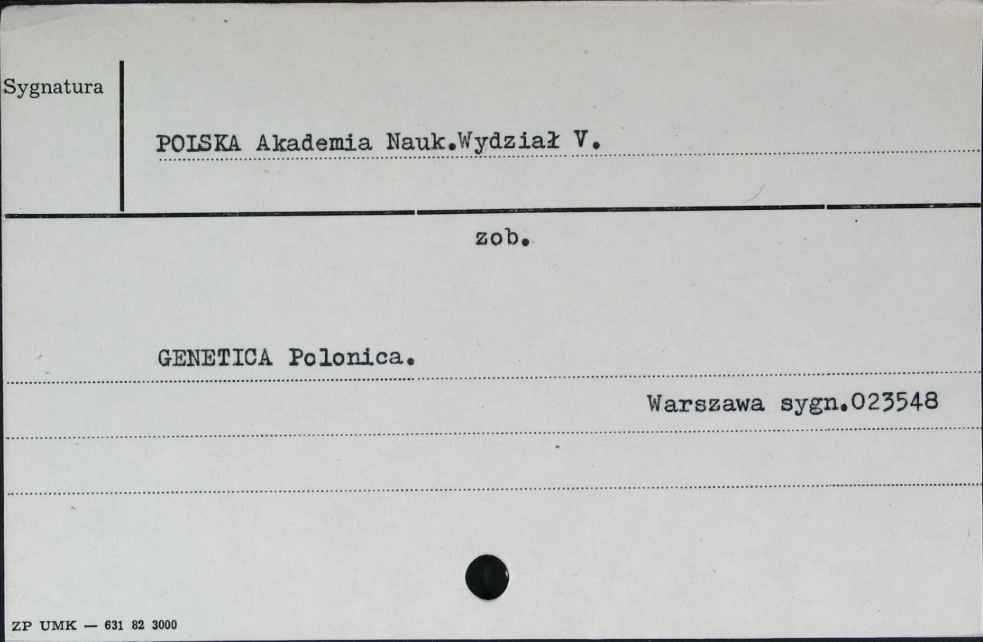 Sygnatura
POLSKA Akademia Nauk.Wydział V.
zob.
GENETICA Polonica.
Warszawa sygn.023548
ZP UMK — 631 82 3000